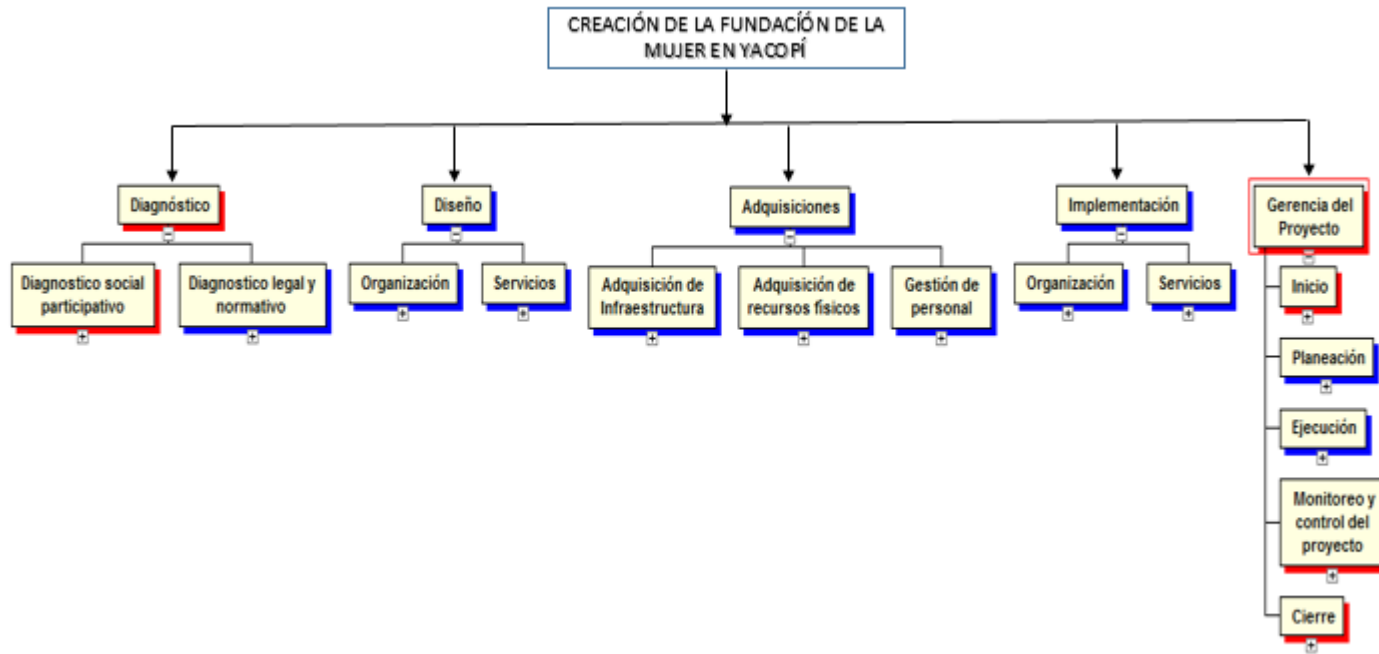 CREACIÓN DE LA FUNDACÍÓN DE LA
MUJER EN YACOPÍ
Diagnóstico
Diseño
Adquisiciones
Implementación
Gerencia del
Proyecto
Diagnostico social
participativo
Diagnostico legal y
normativo
Organización
Servicios
Adquisición de
Infraestructura
Adquisición de
recursos físicos
Gestión de
personal
Organización
Servicios
Inicio
Planeación
Ejecución
Monitoreo y
control del
proyecto
Cierre